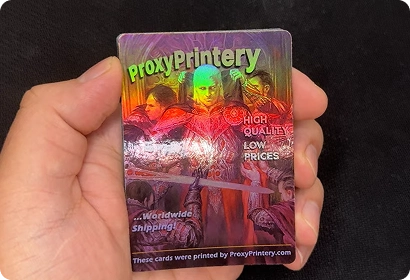 ProxyPrintery
HIGH
QUALITY
LOW
PRICES
...Worldwide
Shipping!
These cards were printed by ProxyPrintery.com